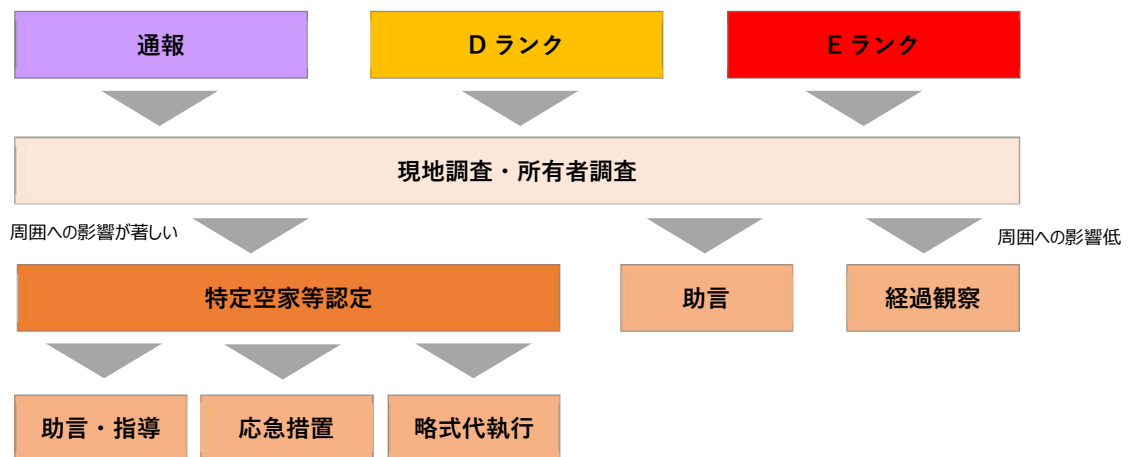 通報
D ランク
E ランク
現地調査・所有者調査
周囲への影響が著しい
周囲への影響低
特定空家等認定
助言
経過観察
助言・指導
応急措置
略式代執行